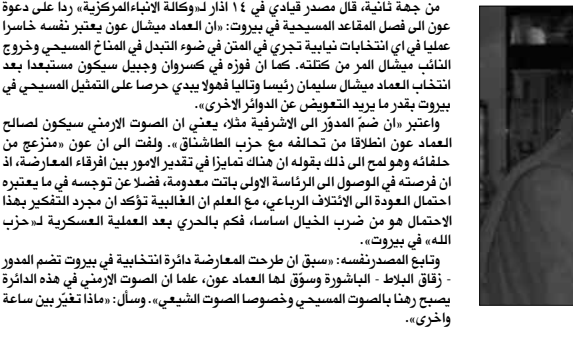 من جهة ثانية، قال مصدر قيادي في ١٤ اذار لـ«وكالة الانباء المركزية» ردا على دعوة
عون الى فصل المقاعد المسيحية في بيروت: «ان العماد ميشال عون يعتبر نفسه خاسرا
عمليا في اي انتخابات نيابية تجري في المتن في ضوء التبدل في المناخ المسيحي وخروج
النائب ميشال المر من كتلته. كما ان فوزه في كسروان وجبيل سيكون مستبعدا بعد
انتخاب العماد ميشال سليمان رئيسا وتاليا فهولا يبدي حرصا على التمثيل المسيحي في
بيروت بقدر ما يريد التعويض عن الدوائر الاخرى».
واعتبر «ان ضمّ المدوّر الى الاشرفية مثلا، يعني ان الصوت الارمني سيكون لصالح
العماد عون انطلاقا من تحالفه مع حزب الطاشناق». ولفت الى ان عون «منزعج من
حلفائه وهو لمح الى ذلك بقوله ان هناك تمايزا في تقدير الامور بين افرقاء المعارضة، اذ
ان فرصته في الوصول الى الرئاسة الاولى باتت معدومة، فضلا عن توجسه في ما يعتبره
احتمال العودة الى الائتلاف الرباعي، مع العلم ان الغالبية تؤكد ان مجرد التفكير بهذا
الاحتمال هو من ضرب الخيال اساسا، فكم بالحري بعد العملية العسكرية لـ«حزب
الله» في بيروت».
وتابع المصدرنفسه: «سبق ان طرحت المعارضة دائرة انتخابية في بيروت تضم المدور
- زقاق البلاط - الباشورة وسوّق لها العماد عون، علما ان الصوت الارمني في هذه الدائرة
يصبح رهنا بالصوت المسيحي وخصوصا الصوت الشيعي». وسأل: «ماذا تغيّر بين ساعة
واخرى».